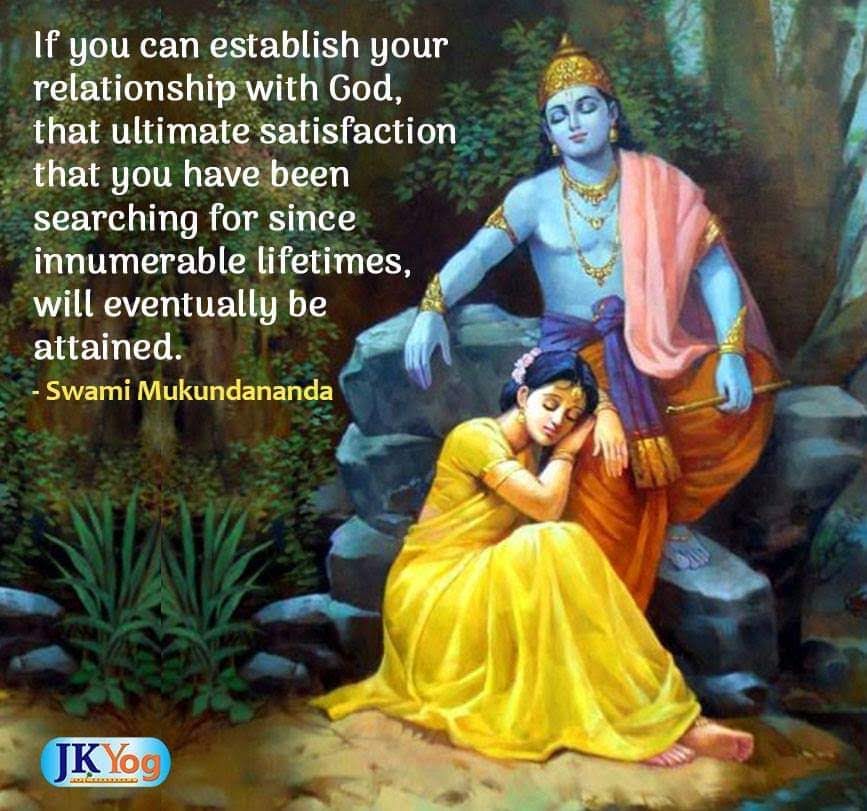 If you can establish your
relationship with God,
that ultimate satisfaction
that you have been
searching for since
innumerable lifetimes,
will eventually be
attained.
- Swami Mukundananda
JKYog